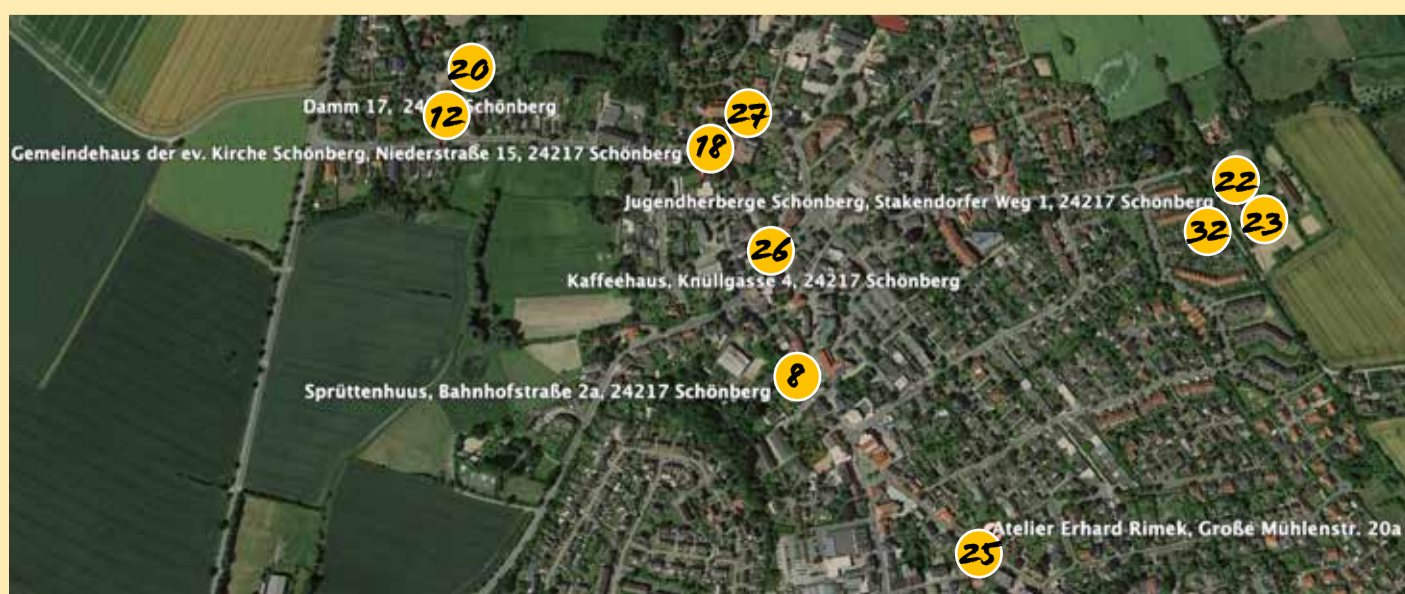 20
Damm 17, 24 Schönberg
12
27
18
Gemeindehaus der ev. Kirche Schönberg, Niederstraße 15, 24217 Schönberg
22
Jugendherberge Schönberg, Stakendorfer Weg 1, 24217 Schönberg
32
23
26
Kaffeehaus, Knüllgasse 4, 24217 Schönberg
8
Sprüttenhuus, Bahnhofstraße 2a, 24217 Schönberg
Atelier Erhard Rimek, Große Mühlenstr. 20a
25